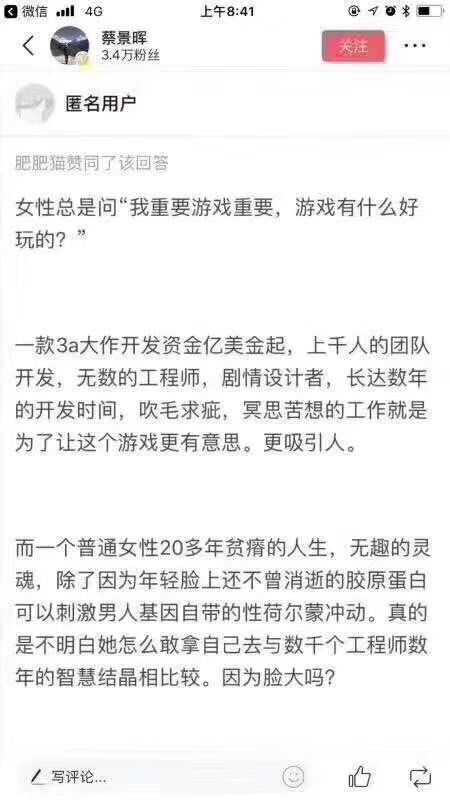 微信 4G 上午8:41
蔡景晖
3.4万粉丝
关注
匿名用户
肥肥猫赞同了该回答
女性总是问“我重要游戏重要，游戏有什么好
玩的？”
一款3a大作开发资金亿美金起，上千人的团队
开发，无数的工程师，剧情设计者，长达数年
的开发时间，吹毛求疵，冥思苦想的工作就是
为了让这个游戏更有意思。更吸引人。
而一个普通女性20多年贫瘠的人生，无趣的灵
魂，除了因为年轻脸上还不曾消逝的胶原蛋白
可以刺激男人基因自带的性荷尔蒙冲动。真的
是不明白她怎么敢拿自己去与数千个工程师数
年的智慧结晶相比较。因为脸大吗？
写评论...